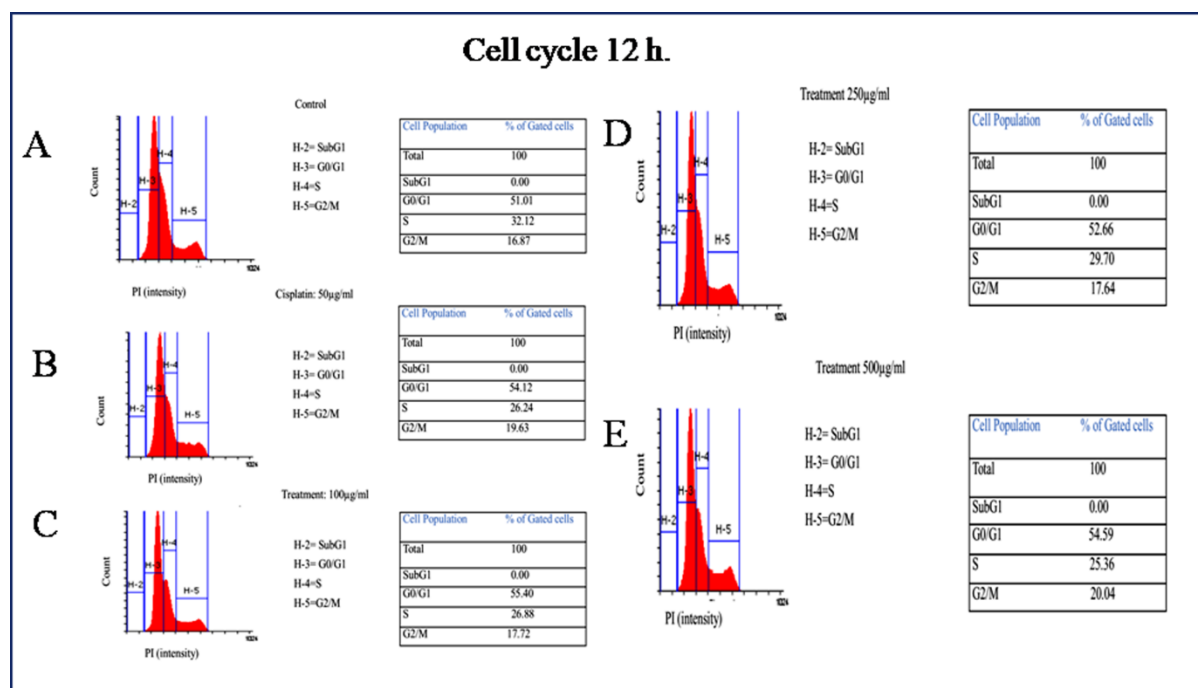 Cell cycle 12 h.
A
Control
Count
H-2
H-3
H-4
H-5
1024
PI (intensity)
H-2= SubG1
H-3= G0/G1
H-4=S
H-5=G2/M
Cell Population % of Gated cells
Total 100
SubG1 0.00
G0/G1 51.01
S 32.12
G2/M 16.87
B
Cisplatin: 50µg/ml
Count
H-2
H-3
H-4
H-5
1024
PI (intensity)
H-2= SubG1
H-3= G0/G1
H-4=S
H-5=G2/M
Cell Population % of Gated cells
Total 100
SubG1 0.00
G0/G1 54.12
S 26.24
G2/M 19.63
C
Treatment: 100µg/ml
Count
H-2
H-3
H-4
H-5
1024
PI (intensity)
H-2= SubG1
H-3= G0/G1
H-4=S
H-5=G2/M
Cell Population % of Gated cells
Total 100
SubG1 0.00
G0/G1 55.40
S 26.88
G2/M 17.72
D
Treatment 250µg/ml
Count
H-2
H-3
H-4
H-5
1024
PI (intensity)
H-2= SubG1
H-3= G0/G1
H-4=S
H-5=G2/M
Cell Population % of Gated cells
Total 100
SubG1 0.00
G0/G1 52.66
S 29.70
G2/M 17.64
E
Treatment 500µg/ml
Count
H-2
H-3
H-4
H-5
1024
PI (intensity)
H-2= SubG1
H-3= G0/G1
H-4=S
H-5=G2/M
Cell Population % of Gated cells
Total 100
SubG1 0.00
G0/G1 54.59
S 25.36
G2/M 20.04